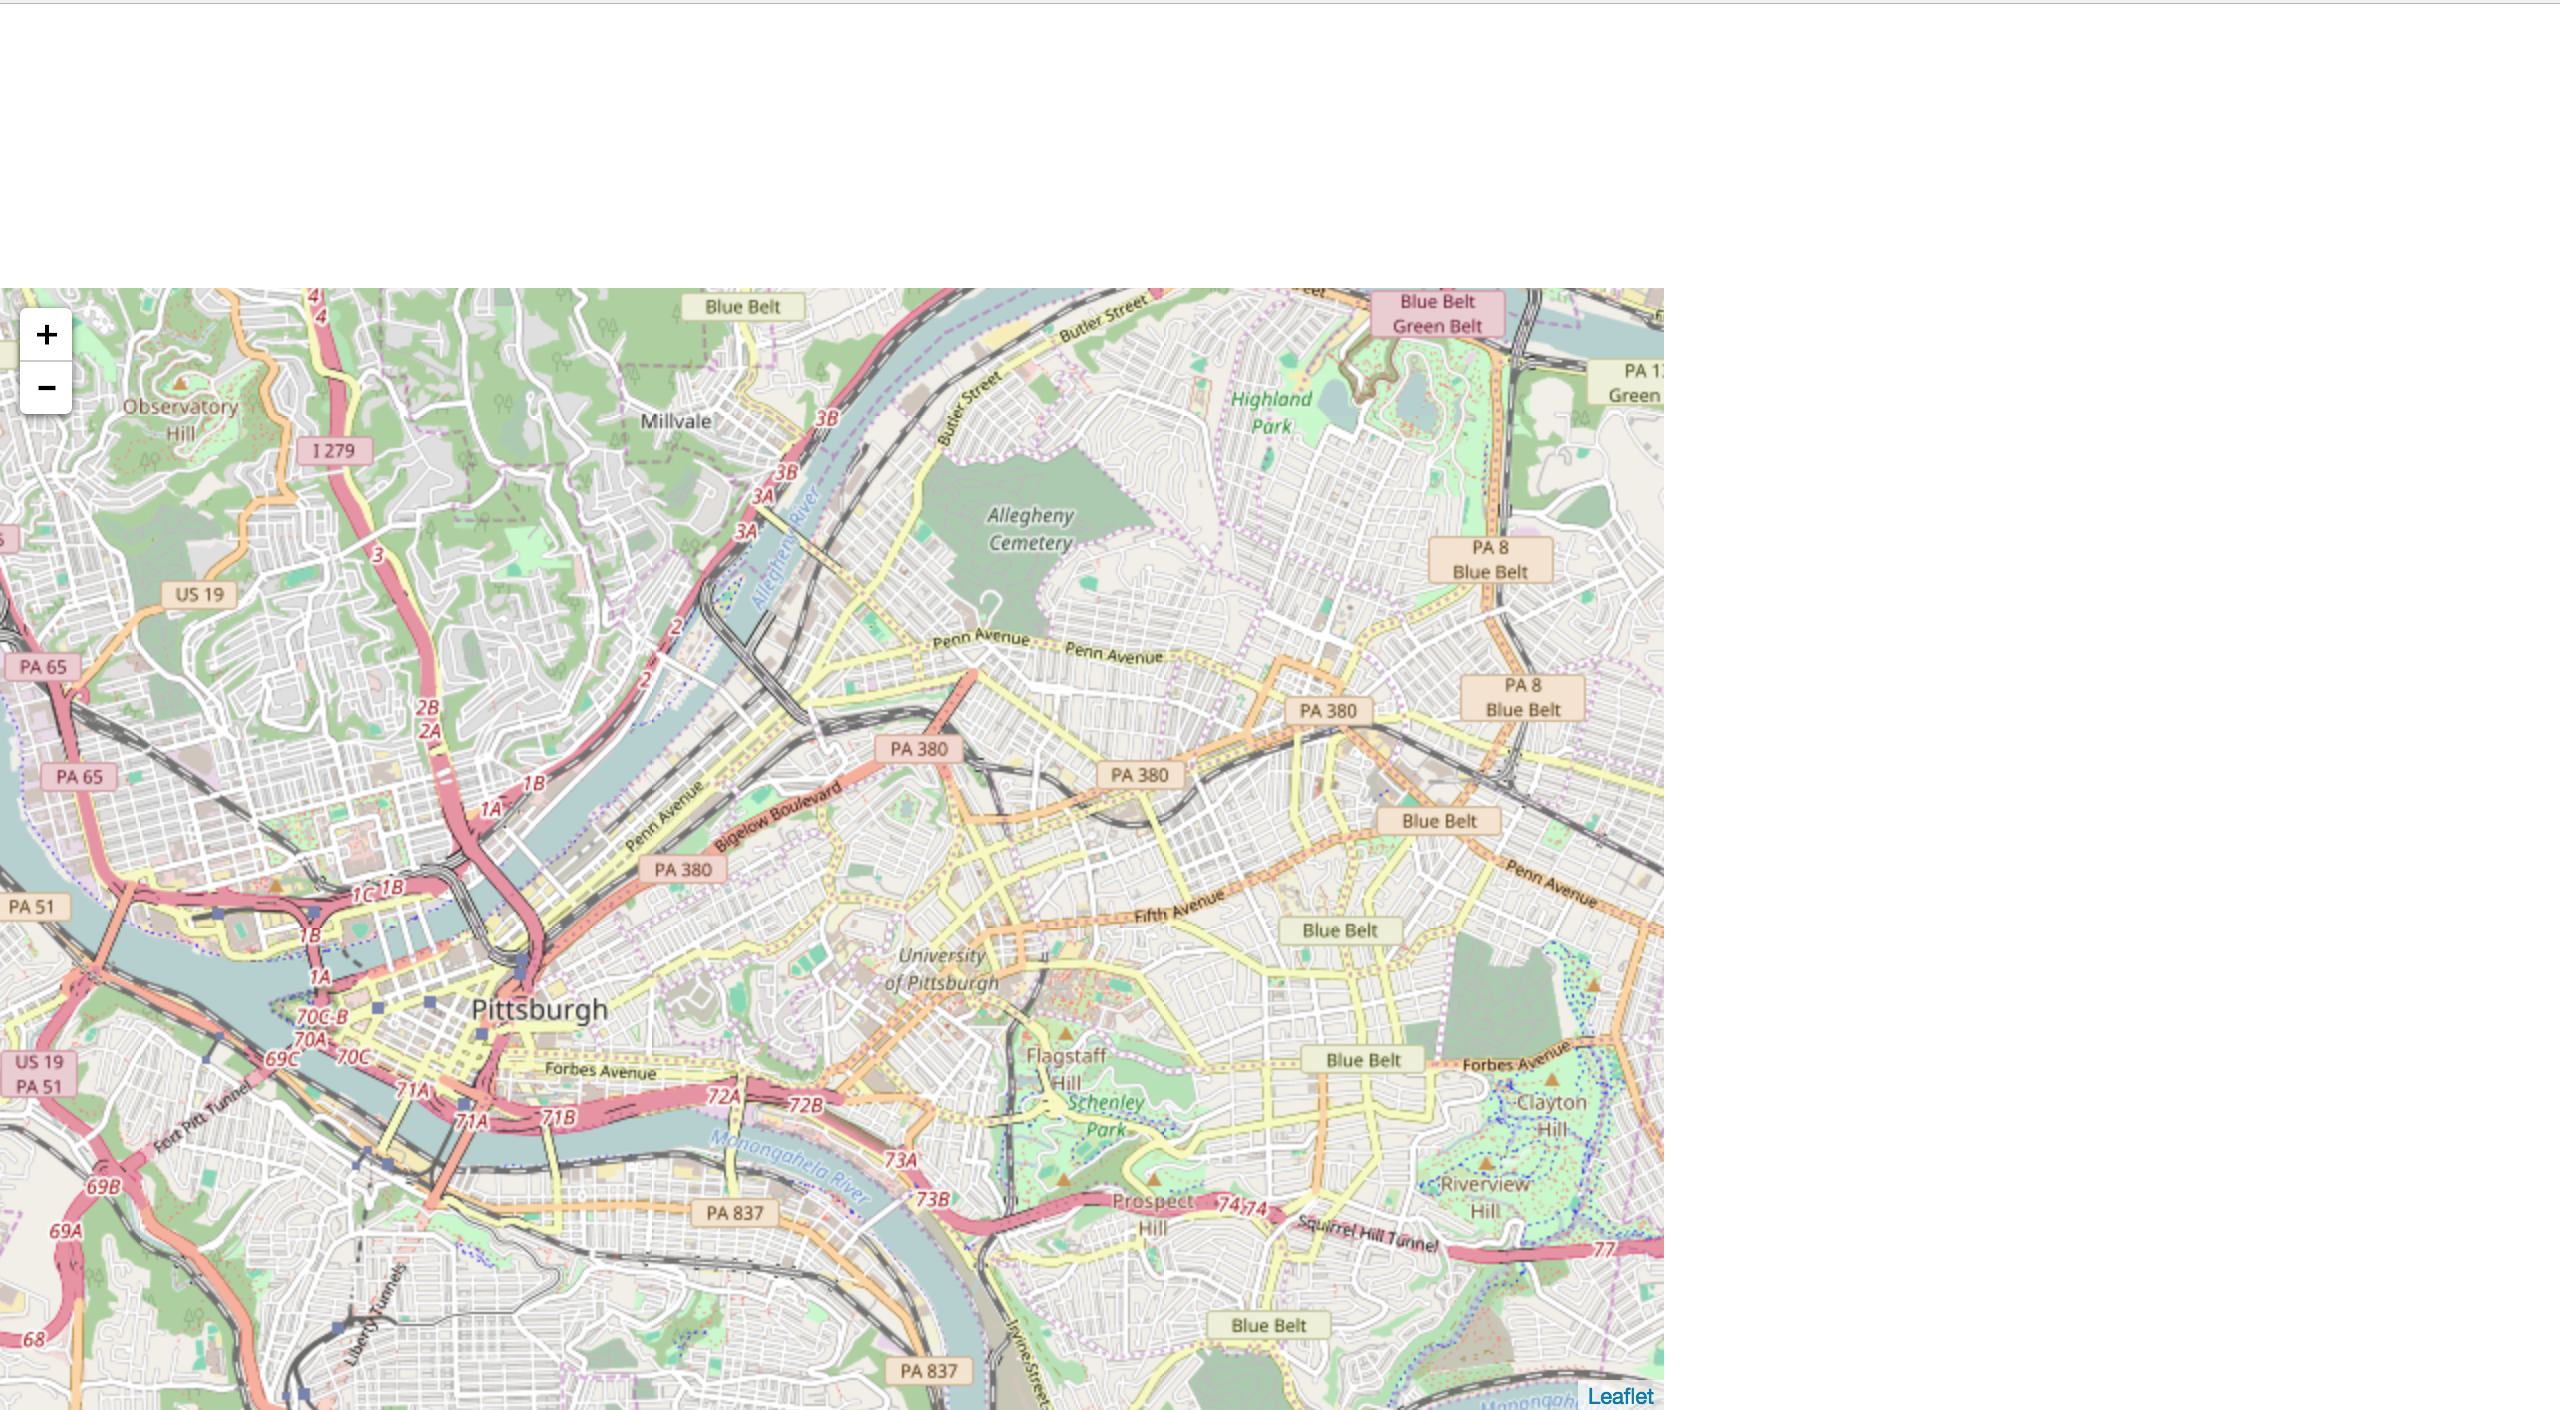 Blue Belt
Butler Street
Blue Belt
Green Belt
+
−
Observatory
Hill
Millvale
Highland
Park
Butler Street
Green
I 279
4
4
3B
3B
3A
3A
Allegheny River
Allegheny
Cemetery
3
US 19
PA 8
Blue Belt
2
2
Penn Avenue
Penn Avenue
PA 65
PA 8
Blue Belt
2B
2A
PA 380
PA 380
PA 380
PA 65
1B
1A
Penn Avenue
Bigelow Boulevard
Blue Belt
PA 380
1C
1B
Penn Avenue
PA 51
Fifth Avenue
Blue Belt
1B
1A
University
of Pittsburgh
Pittsburgh
70C-B
70A
70C
69C
US 19
PA 51
Forbes Avenue
Flagstaff
Hill
Blue Belt
Forbes Avenue
Fort Pitt Tunnel
71A
71A
71B
72A
72B
Schenley
Park
Clayton
Hill
Monongahela River
73A
73B
69B
69A
PA 837
Prospect
Hill
74
74
Squirrel Hill Tunnel
Riverview
Hill
77
Liberty Tunnels
68
Blue Belt
PA 837
Irvine Street
Leaflet